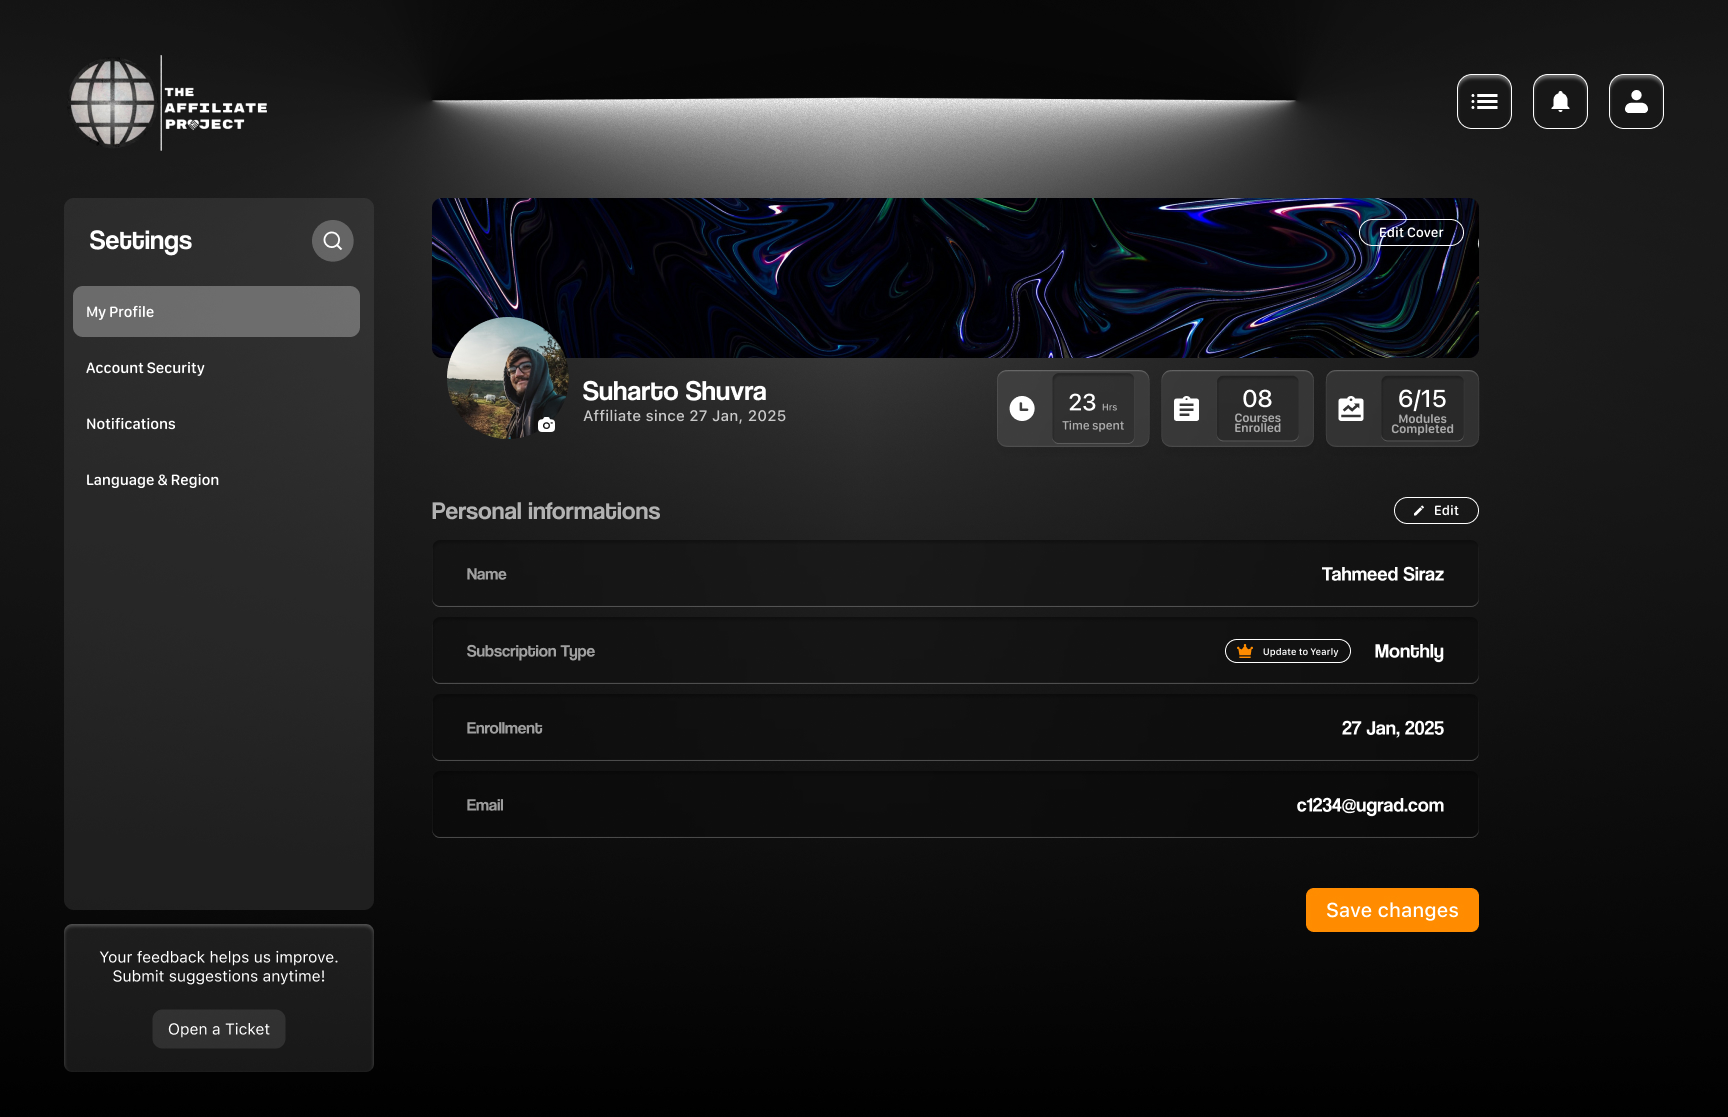 THE
AFFILIATE
PROJECT
Settings
My Profile
Account Security
Notifications
Language & Region
Your feedback helps us improve.
Submit suggestions anytime!
Open a Ticket
Edit Cover
Suharto Shuvra
Affiliate since 27 Jan, 2025
23 Hrs
Time spent
08
Courses
Enrolled
6/15
Modules
Completed
Personal informations
Edit
Name
Tahmeed Siraz
Subscription Type
Update to Yearly
Monthly
Enrollment
27 Jan, 2025
Email
c1234@ugrad.com
Save changes